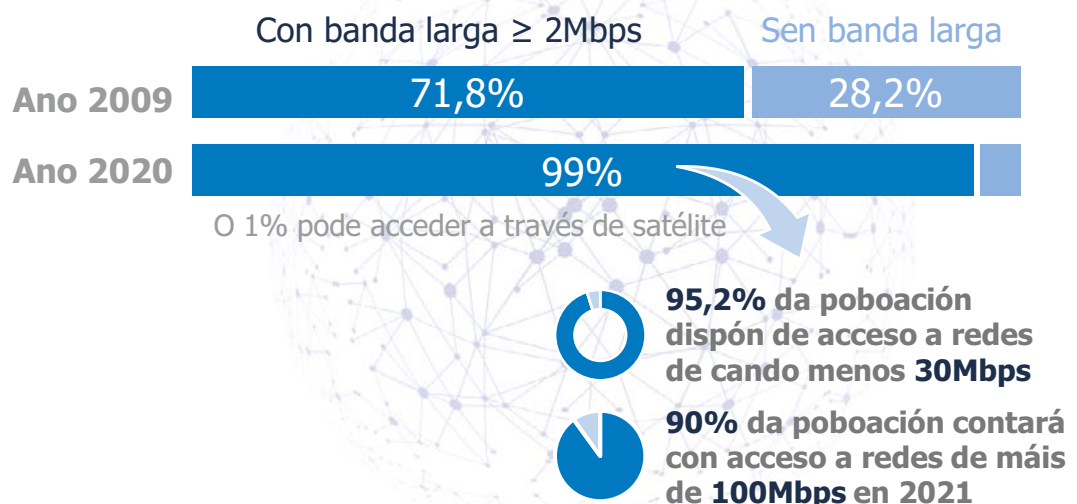 Con banda larga ≥ 2Mbps
Sen banda larga
Ano 2009
71,8%
28,2%
Ano 2020
99%
O 1% pode acceder a través de satélite
95,2% da poboación
dispón de acceso a redes
de cando menos 30Mbps
90% da poboación contará
con acceso a redes de máis
de 100Mbps en 2021